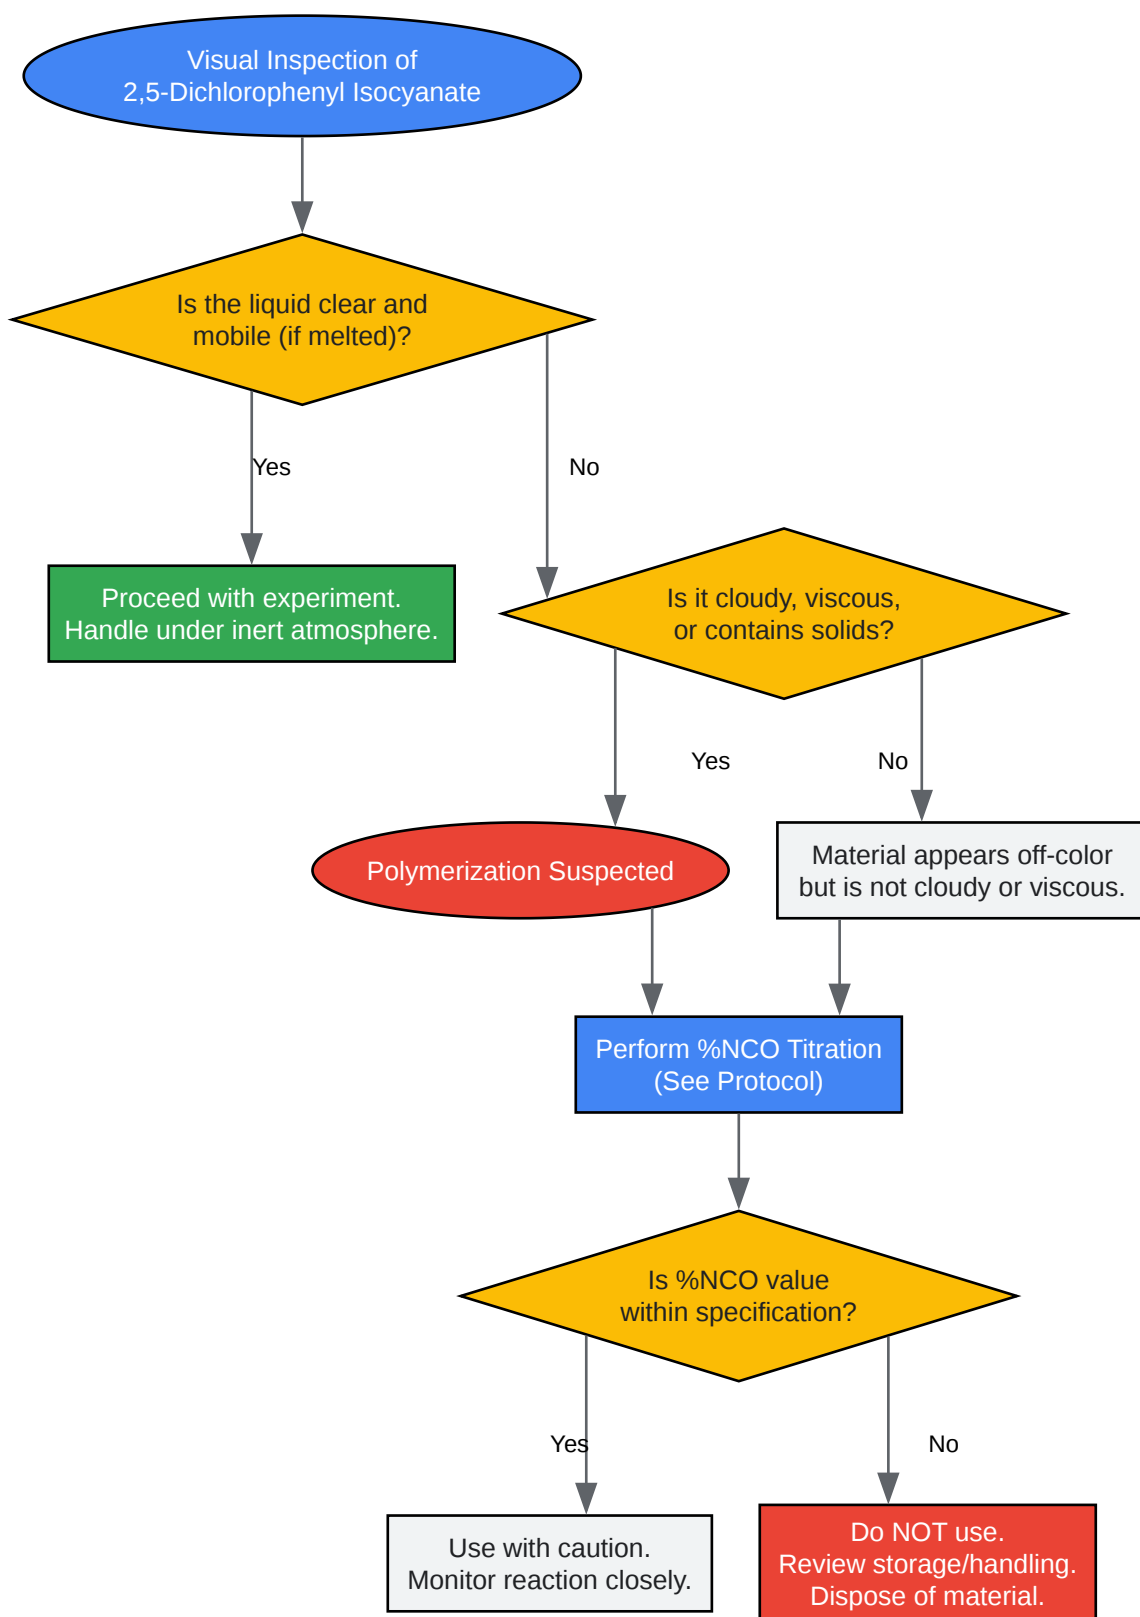 Visual Inspection of
2,5-Dichlorophenyl Isocyanate
Is the liquid clear and
mobile (if melted)?
Yes
No
Proceed with experiment.
Handle under inert atmosphere.
Is it cloudy, viscous,
or contains solids?
Yes
No
Polymerization Suspected
Material appears off-color
but is not cloudy or viscous.
Perform %NCO Titration
(See Protocol)
Is %NCO value
within specification?
Yes
No
Use with caution.
Monitor reaction closely.
Do NOT use.
Review storage/handling.
Dispose of material.